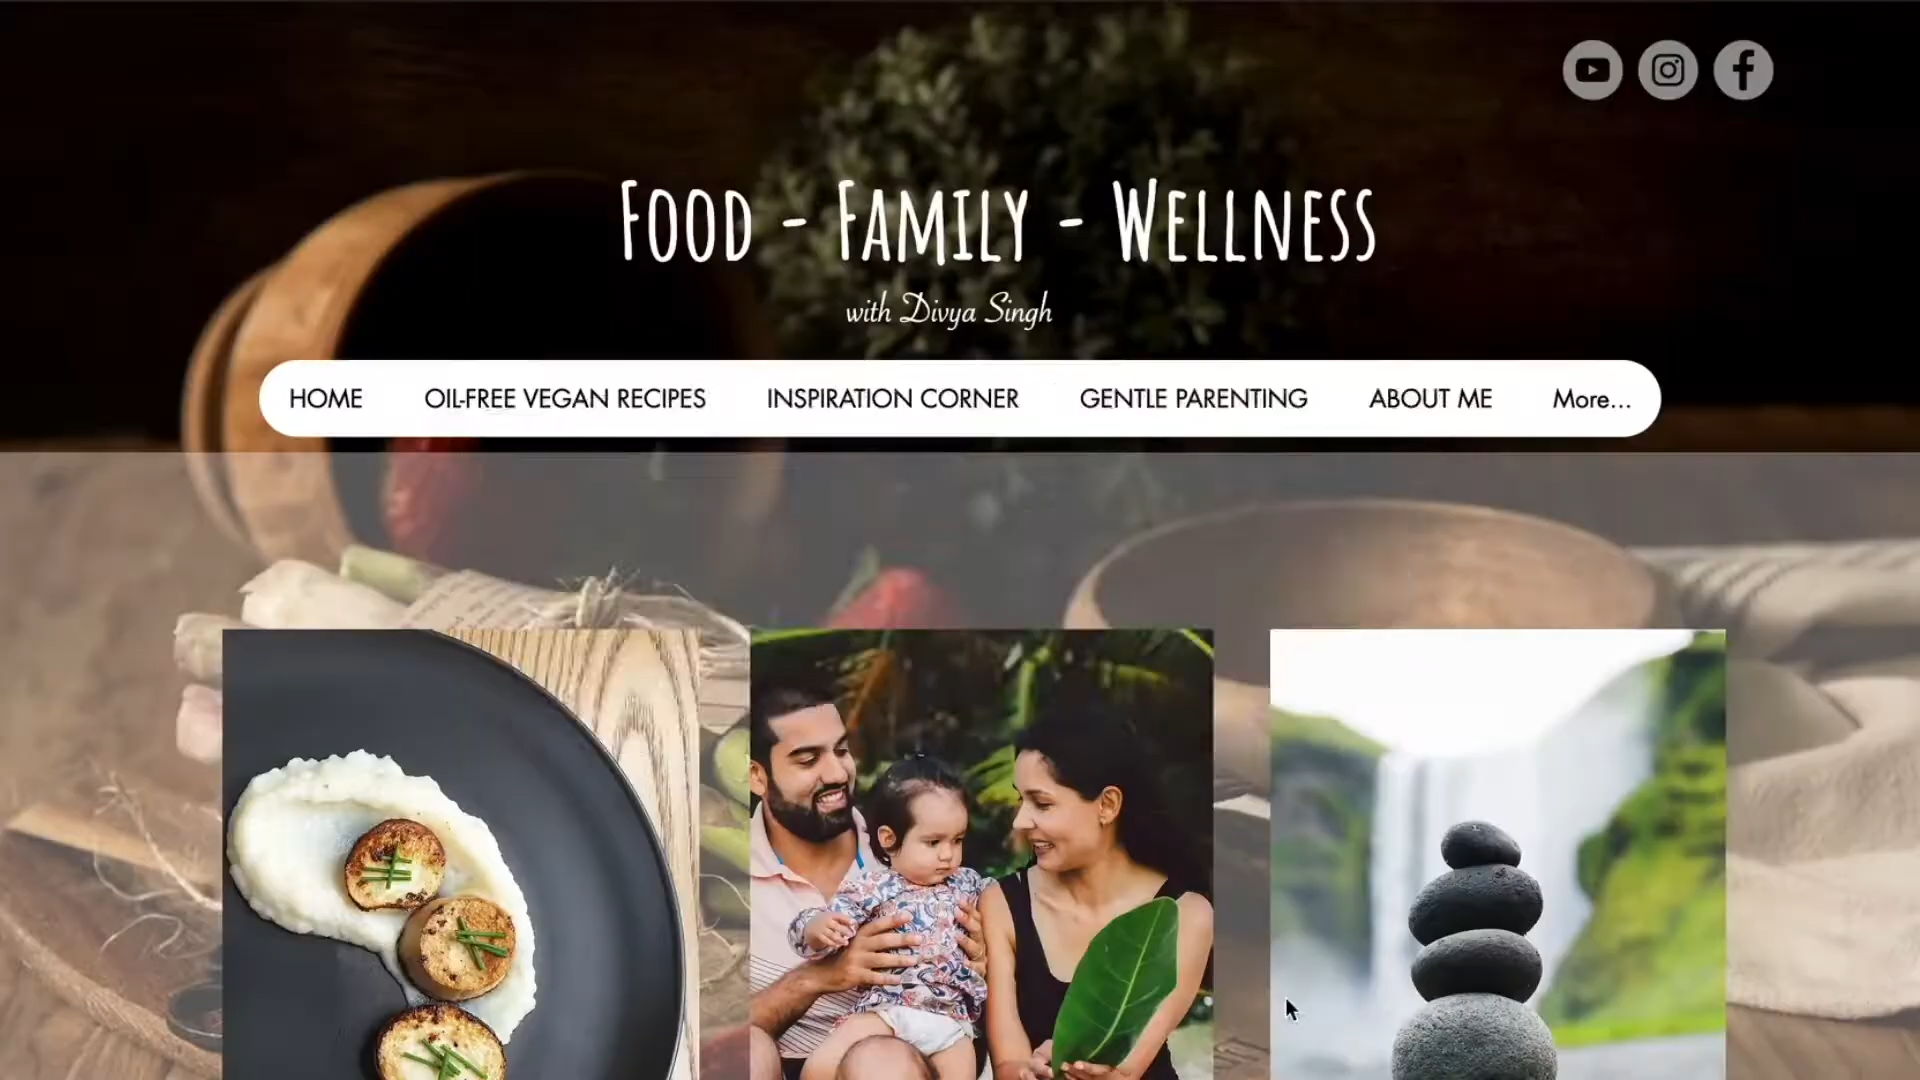 Food - Family - Wellness
with Divya Singh
HOME OIL-FREE VEGAN RECIPES INSPIRATION CORNER GENTLE PARENTING ABOUT ME More...